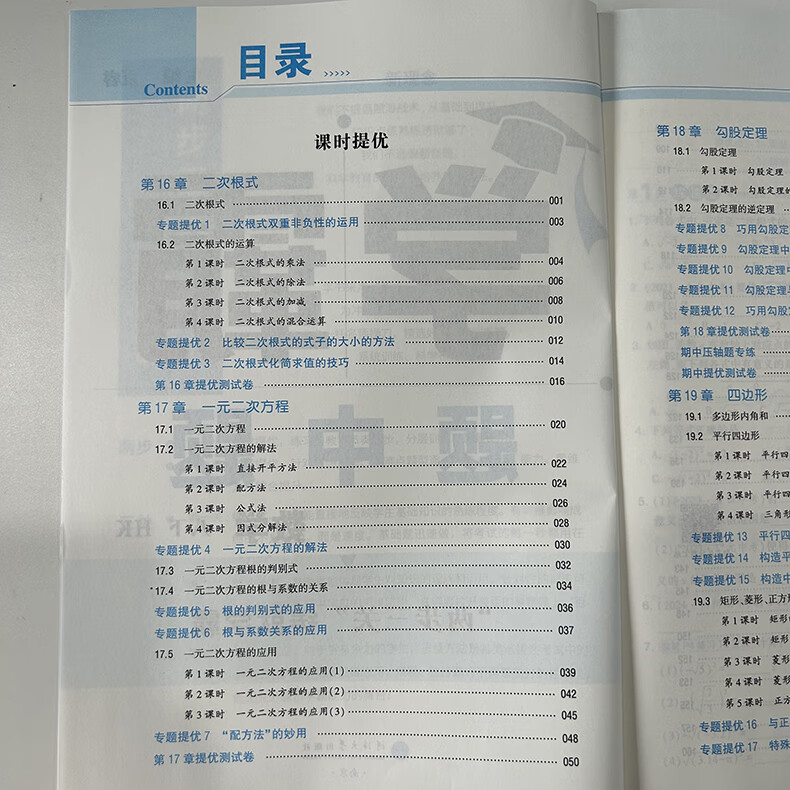 目录
Contents
课时提优
第16章 二次根式
16.1 二次根式 001
专题提优1 二次根式双重非负性的运用 003
16.2 二次根式的运算
第1课时 二次根式的乘法 004
第2课时 二次根式的除法 006
第3课时 二次根式的加减 008
第4课时 二次根式的混合运算 010
专题提优2 比较二次根式的式子的大小的方法 012
专题提优3 二次根式化简求值的技巧 014
第16章提优测试卷 016
第17章 一元二次方程
17.1 一元二次方程 020
17.2 一元二次方程的解法
第1课时 直接开平方法 022
第2课时 配方法 024
第3课时 公式法 026
第4课时 因式分解法 028
专题提优4 一元二次方程的解法 030
17.3 一元二次方程根的判别式 032
*17.4 一元二次方程的根与系数的关系 034
专题提优5 根的判别式的应用 036
专题提优6 根与系数关系的应用 037
17.5 一元二次方程的应用
第1课时 一元二次方程的应用(1) 039
第2课时 一元二次方程的应用(2) 042
第3课时 一元二次方程的应用(3) 045
专题提优7 “配方法”的妙用 048
第17章提优测试卷 050
第18章 勾股定理
18.1 勾股定理
第1课时 勾股定理
第2课时 勾股定理的
18.2 勾股定理的逆定理
专题提优8 巧用勾股定
专题提优9 勾股定理中
专题提优10 勾股定理中
专题提优11 勾股定理
专题提优12 巧用勾股
第18章提优测试卷
期中压轴题专练
期中提优测试卷
第19章 四边形
19.1 多边形内角和
19.2 平行四边形
第1课时 平行四
第2课时 平行四
第3课时 平行四
第4课时 三角形
专题提优13 平行四
专题提优14 构造平
专题提优15 构造中
19.3 矩形、菱形、正方形
第1课时 矩形
第2课时 矩形
第3课时 菱形
第4课时 菱形
第5课时 正方
专题提优16 与正
专题提优17 特殊